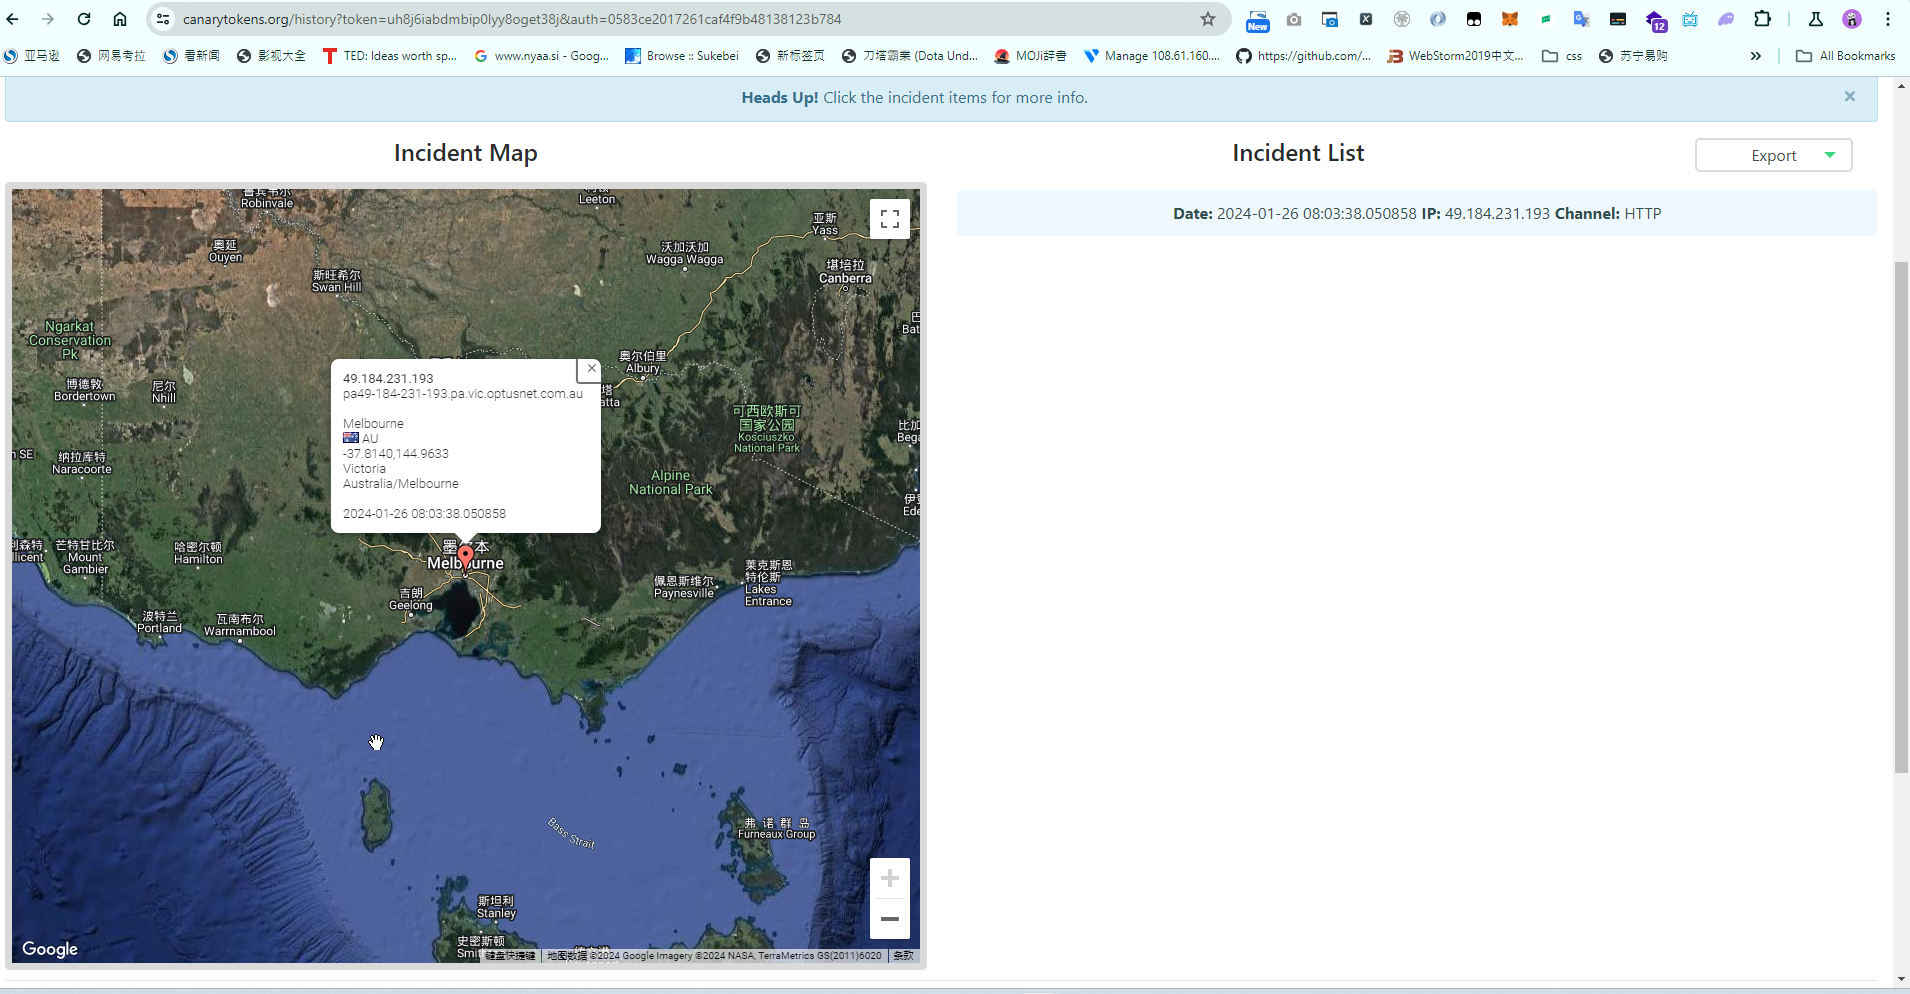 canarytokens.org/history?token=uh8j6iabdmbip0lyy8oget38j&auth=0583ce2017261caf4f9b48138123b784
New
12
亚马逊
网易考拉
看新闻
影视大全
TED: Ideas worth sp...
www.nyaa.si - Goog...
Browse :: Sukebei
新标签页
刀塔霸業 (Dota Und...
MOJi辞書
Manage 108.61.160....
https://github.com/...
WebStorm2019中文...
css
苏宁易购
All Bookmarks
Heads Up! Click the incident items for more info.
Incident Map
Incident List
Export
Date: 2024-01-26 08:03:38.050858 IP: 49.184.231.193 Channel: HTTP
Robinvale
Leeton
亚斯
Yass
奥延
Ouyen
沃加沃加
Wagga Wagga
斯旺希尔
Swan Hill
堪培拉
Canberra
Ngarkat
Conservation
Pk
奥尔伯里
Albury
博德敦
Bordertown
尼尔
Nhill
49.184.231.193
pa49-184-231-193.pa.vic.optusnet.com.au
Melbourne
AU
-37.8140,144.9633
Victoria
Australia/Melbourne
2024-01-26 08:03:38.050858
可西欧斯可
国家公园
Kosciuszko
National Park
纳拉库特
Naracoorte
Alpine
National Park
芒特甘比尔
Mount
Gambier
哈密尔顿
Hamilton
Melbourne
吉朗
Geelong
佩恩斯维尔
Paynesville
莱克斯恩
特伦斯
Lakes
Entrance
波特兰
Portland
瓦南布尔
Warrnambool
Bass Strait
弗诺群岛
Furneaux Group
斯坦利
Stanley
史密斯顿
Google
键盘快捷键
地图数据 ©2024 Google Imagery ©2024 NASA, TerraMetrics GS(2011)6020
条款